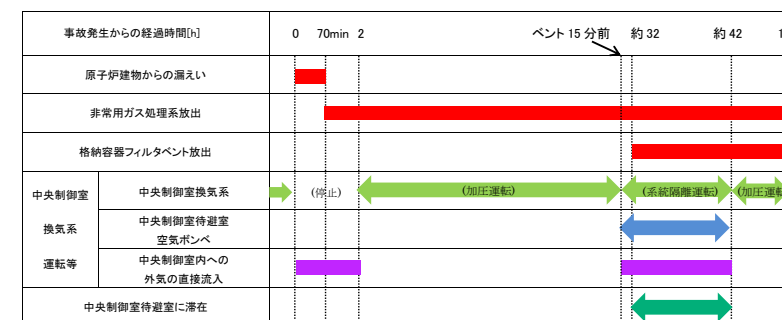 事故発生からの経過時間[h]
0 70min 2 ベント 15 分前 約 32 約 42 1
原子炉建物からの漏えい
非常用ガス処理系放出
格納容器フィルタベント放出
中央制御室
換気系
運転等
中央制御室換気系
(停止) (加圧運転) (系統隔離運転) (加圧運転
中央制御室待避室
空気ボンベ
中央制御室内への
外気の直接流入
中央制御室待避室に滞在